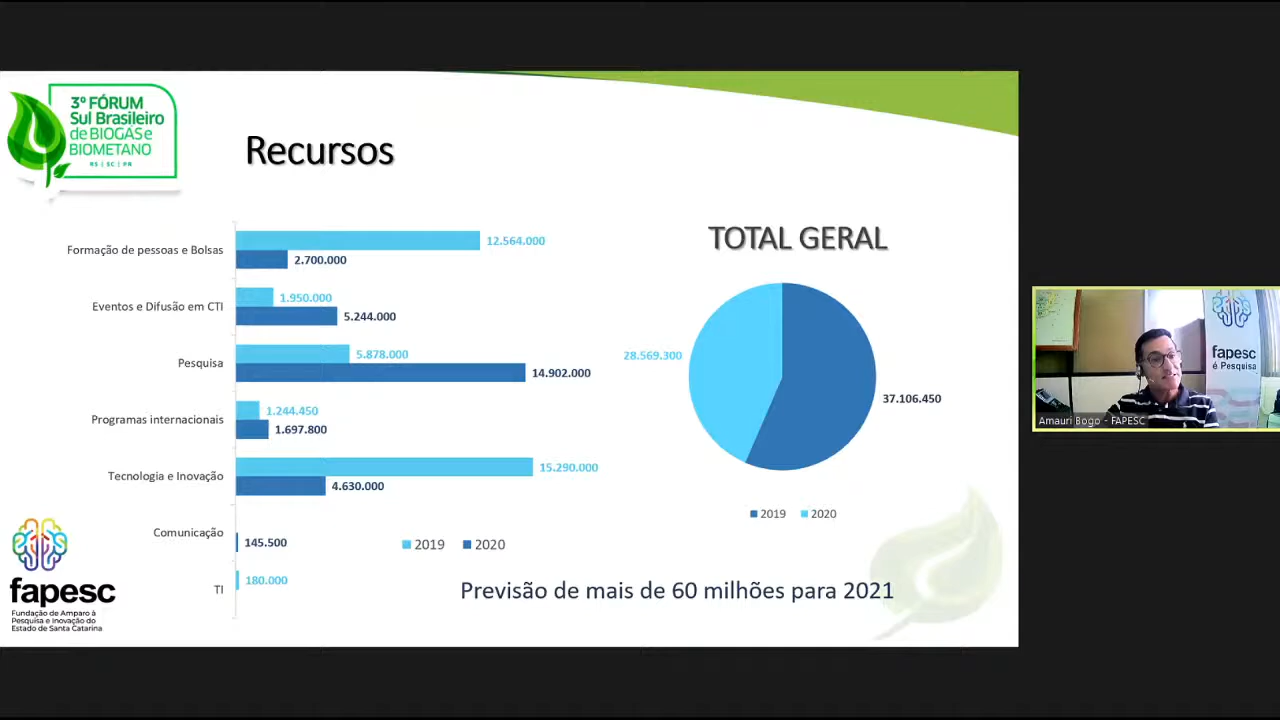 3º FÓRUM
Sul Brasileiro
de BIOGÁS e
BIOMETANO
RS | SC | PR
Recursos
Formação de pessoas e Bolsas
12.564.000
2.700.000
Eventos e Difusão em CTI
1.950.000
5.244.000
Pesquisa
5.878.000
14.902.000
Programas internacionais
1.244.450
1.697.800
Tecnologia e Inovação
15.290.000
4.630.000
Comunicação
145.500
TI
180.000
2019 2020
TOTAL GERAL
28.569.300
37.106.450
2019 2020
Previsão de mais de 60 milhões para 2021
fapesc
Fundação de Amparo à
Pesquisa e Inovação do
Estado de Santa Catarina
fapesc
é Pesquisa
Amauri Bogo - FAPESC